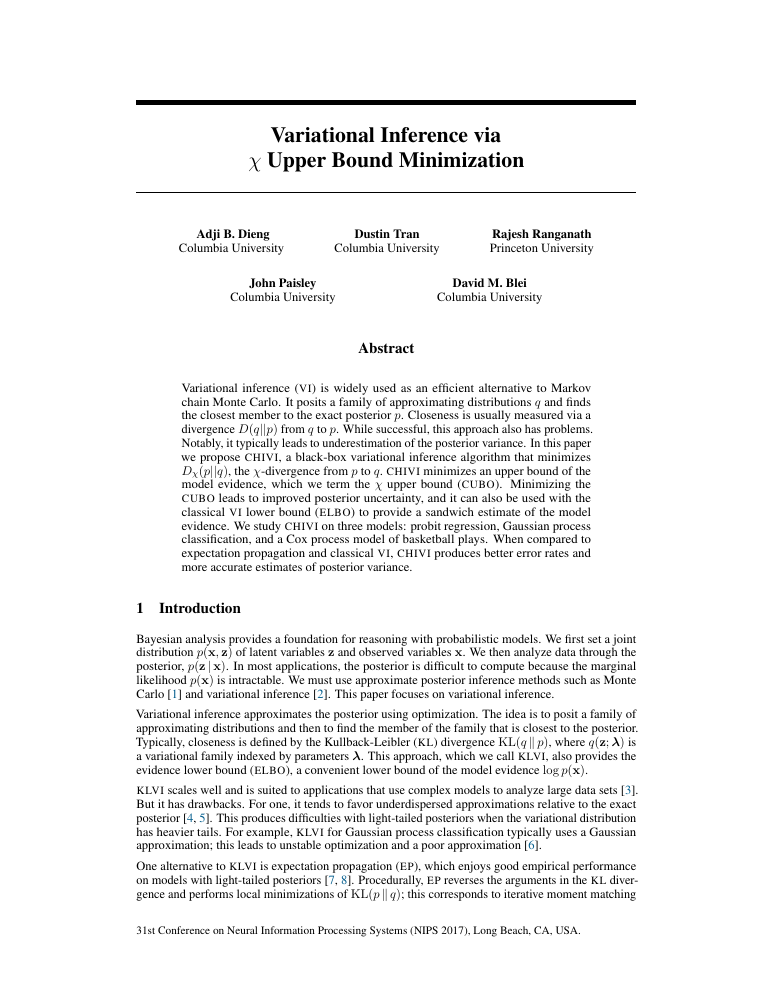 Variational Inference via
χ Upper Bound Minimization
Adji B. Dieng
Columbia University
Dustin Tran
Columbia University
Rajesh Ranganath
Princeton University
John Paisley
Columbia University
David M. Blei
Columbia University
Abstract
Variational inference (VI) is widely used as an efficient alternative to Markov
chain Monte Carlo. It posits a family of approximating distributions q and finds
the closest member to the exact posterior p. Closeness is usually measured via a
divergence D(q||p) from q to p. While successful, this approach also has problems.
Notably, it typically leads to underestimation of the posterior variance. In this paper
we propose CHIVI, a black-box variational inference algorithm that minimizes
Dχ(p||q), the χ-divergence from p to q. CHIVI minimizes an upper bound of the
model evidence, which we term the χ upper bound (CUBO). Minimizing the
CUBO leads to improved posterior uncertainty, and it can also be used with the
classical VI lower bound (ELBO) to provide a sandwich estimate of the model
evidence. We study CHIVI on three models: probit regression, Gaussian process
classification, and a Cox process model of basketball plays. When compared to
expectation propagation and classical VI, CHIVI produces better error rates and
more accurate estimates of posterior variance.
1 Introduction
Bayesian analysis provides a foundation for reasoning with probabilistic models. We first set a joint
distribution p(x, z) of latent variables z and observed variables x. We then analyze data through the
posterior, p(z | x). In most applications, the posterior is difficult to compute because the marginal
likelihood p(x) is intractable. We must use approximate posterior inference methods such as Monte
Carlo [1] and variational inference [2]. This paper focuses on variational inference.
Variational inference approximates the posterior using optimization. The idea is to posit a family of
approximating distributions and then to find the member of the family that is closest to the posterior.
Typically, closeness is defined by the Kullback-Leibler (KL) divergence KL(q ∥ p), where q(z; λ) is
a variational family indexed by parameters λ. This approach, which we call KLVI, also provides the
evidence lower bound (ELBO), a convenient lower bound of the model evidence log p(x).
KLVI scales well and is suited to applications that use complex models to analyze large data sets [3].
But it has drawbacks. For one, it tends to favor underdispersed approximations relative to the exact
posterior [4, 5]. This produces difficulties with light-tailed posteriors when the variational distribution
has heavier tails. For example, KLVI for Gaussian process classification typically uses a Gaussian
approximation; this leads to unstable optimization and a poor approximation [6].
One alternative to KLVI is expectation propagation (EP), which enjoys good empirical performance
on models with light-tailed posteriors [7, 8]. Procedurally, EP reverses the arguments in the KL diver-
gence and performs local minimizations of KL(p ∥ q); this corresponds to iterative moment matching
31st Conference on Neural Information Processing Systems (NIPS 2017), Long Beach, CA, USA.